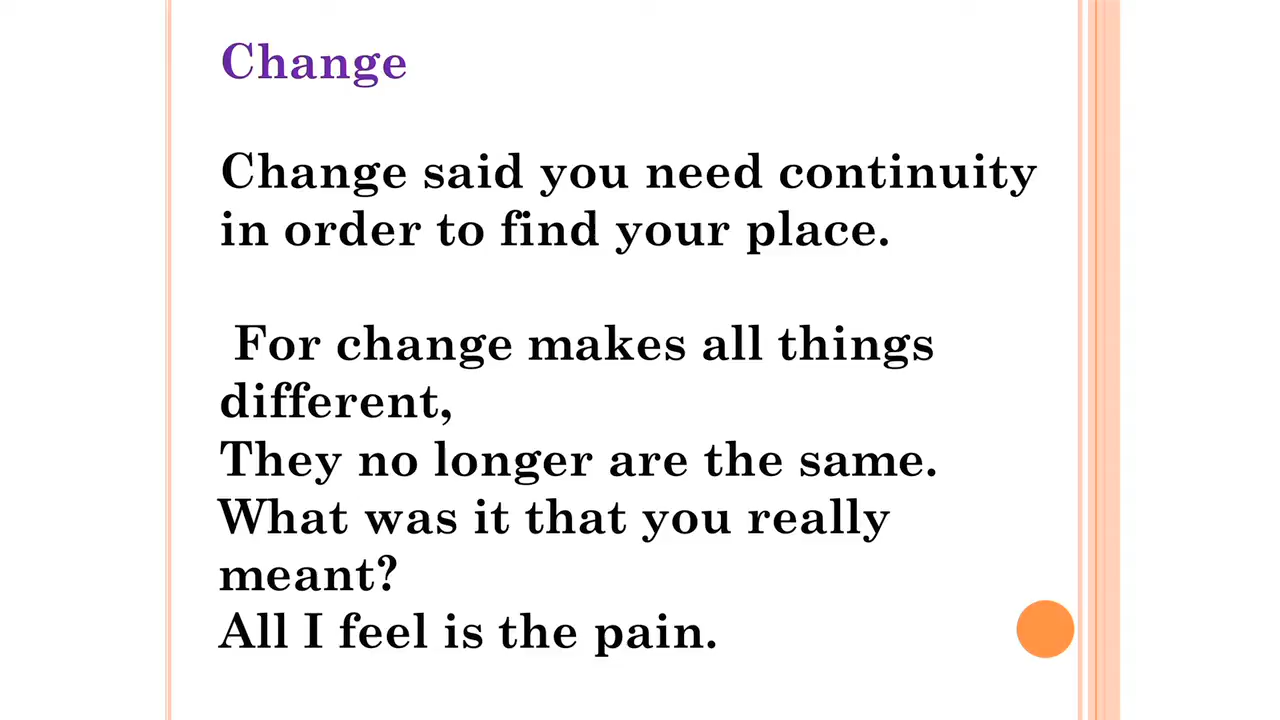 Change
Change said you need continuity
in order to find your place.
For change makes all things
different,
They no longer are the same.
What was it that you really
meant?
All I feel is the pain.